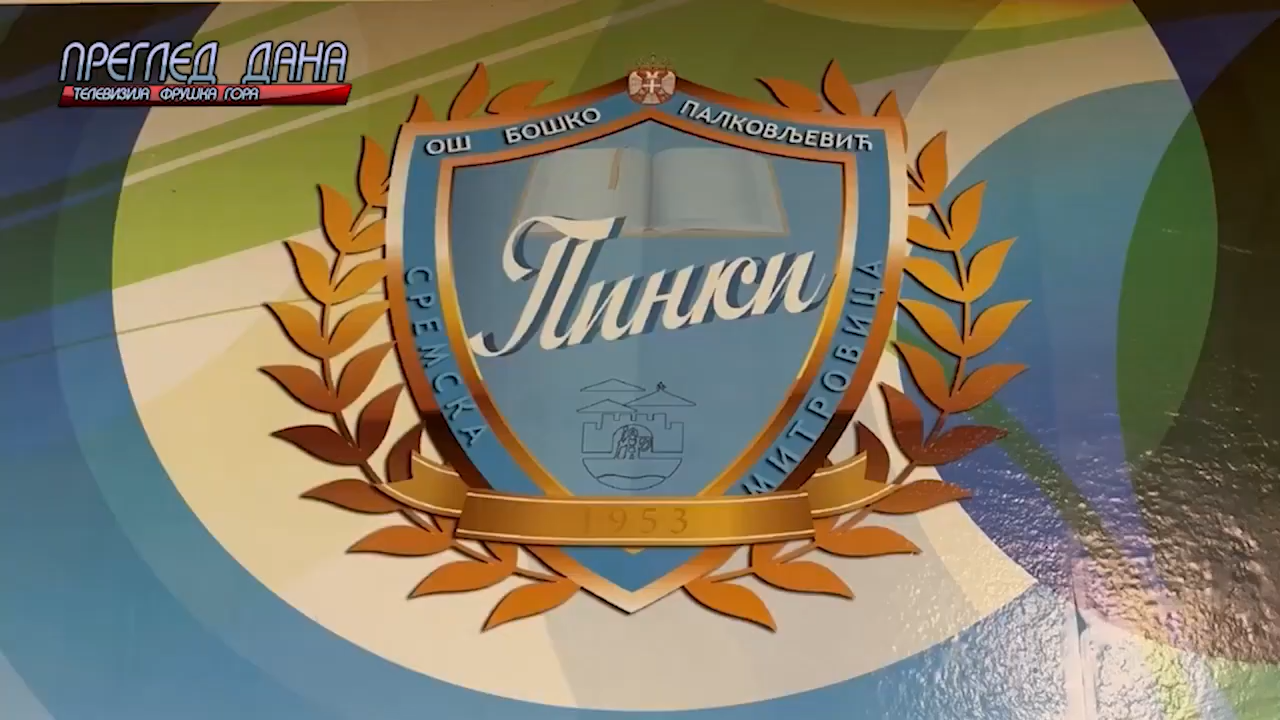 ПРЕГЛЕД ДАНА
ТЕЛЕВИЗИЈА ФРУШКА ГОРА
ОШ БОШКО ПАЛКОВЉЕВИЋ
Пинки
СРЕМСКА МИТРОВИЦА
1953